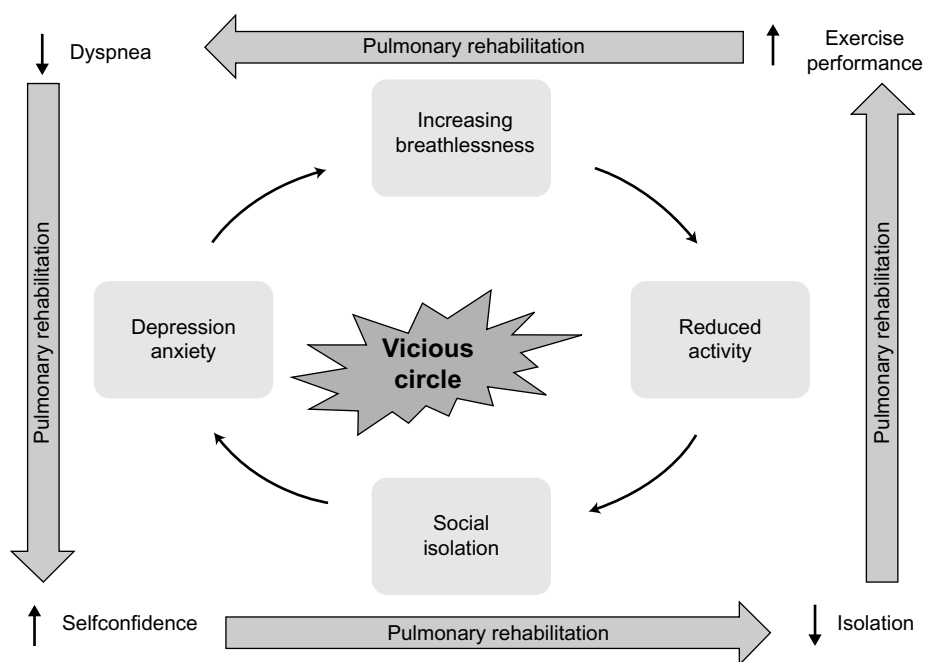 Dyspnea
Pulmonary rehabilitation
Exercise
performance
Increasing
breathlessness
Pulmonary rehabilitation
Depression
anxiety
Vicious
circle
Reduced
activity
Pulmonary rehabilitation
Social
isolation
Selfconfidence
Pulmonary rehabilitation
Isolation